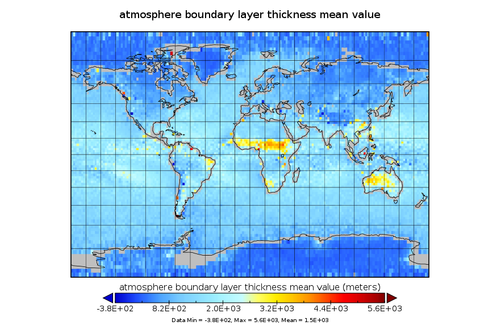 atmosphere boundary layer thickness mean value
atmosphere boundary layer thickness mean value (meters)
-3.8E+02 8.2E+02 2.0E+03 3.2E+03 4.4E+03 5.6E+03
Data Min = -3.8E+02, Max = 5.6E+03, Mean = 1.5E+03